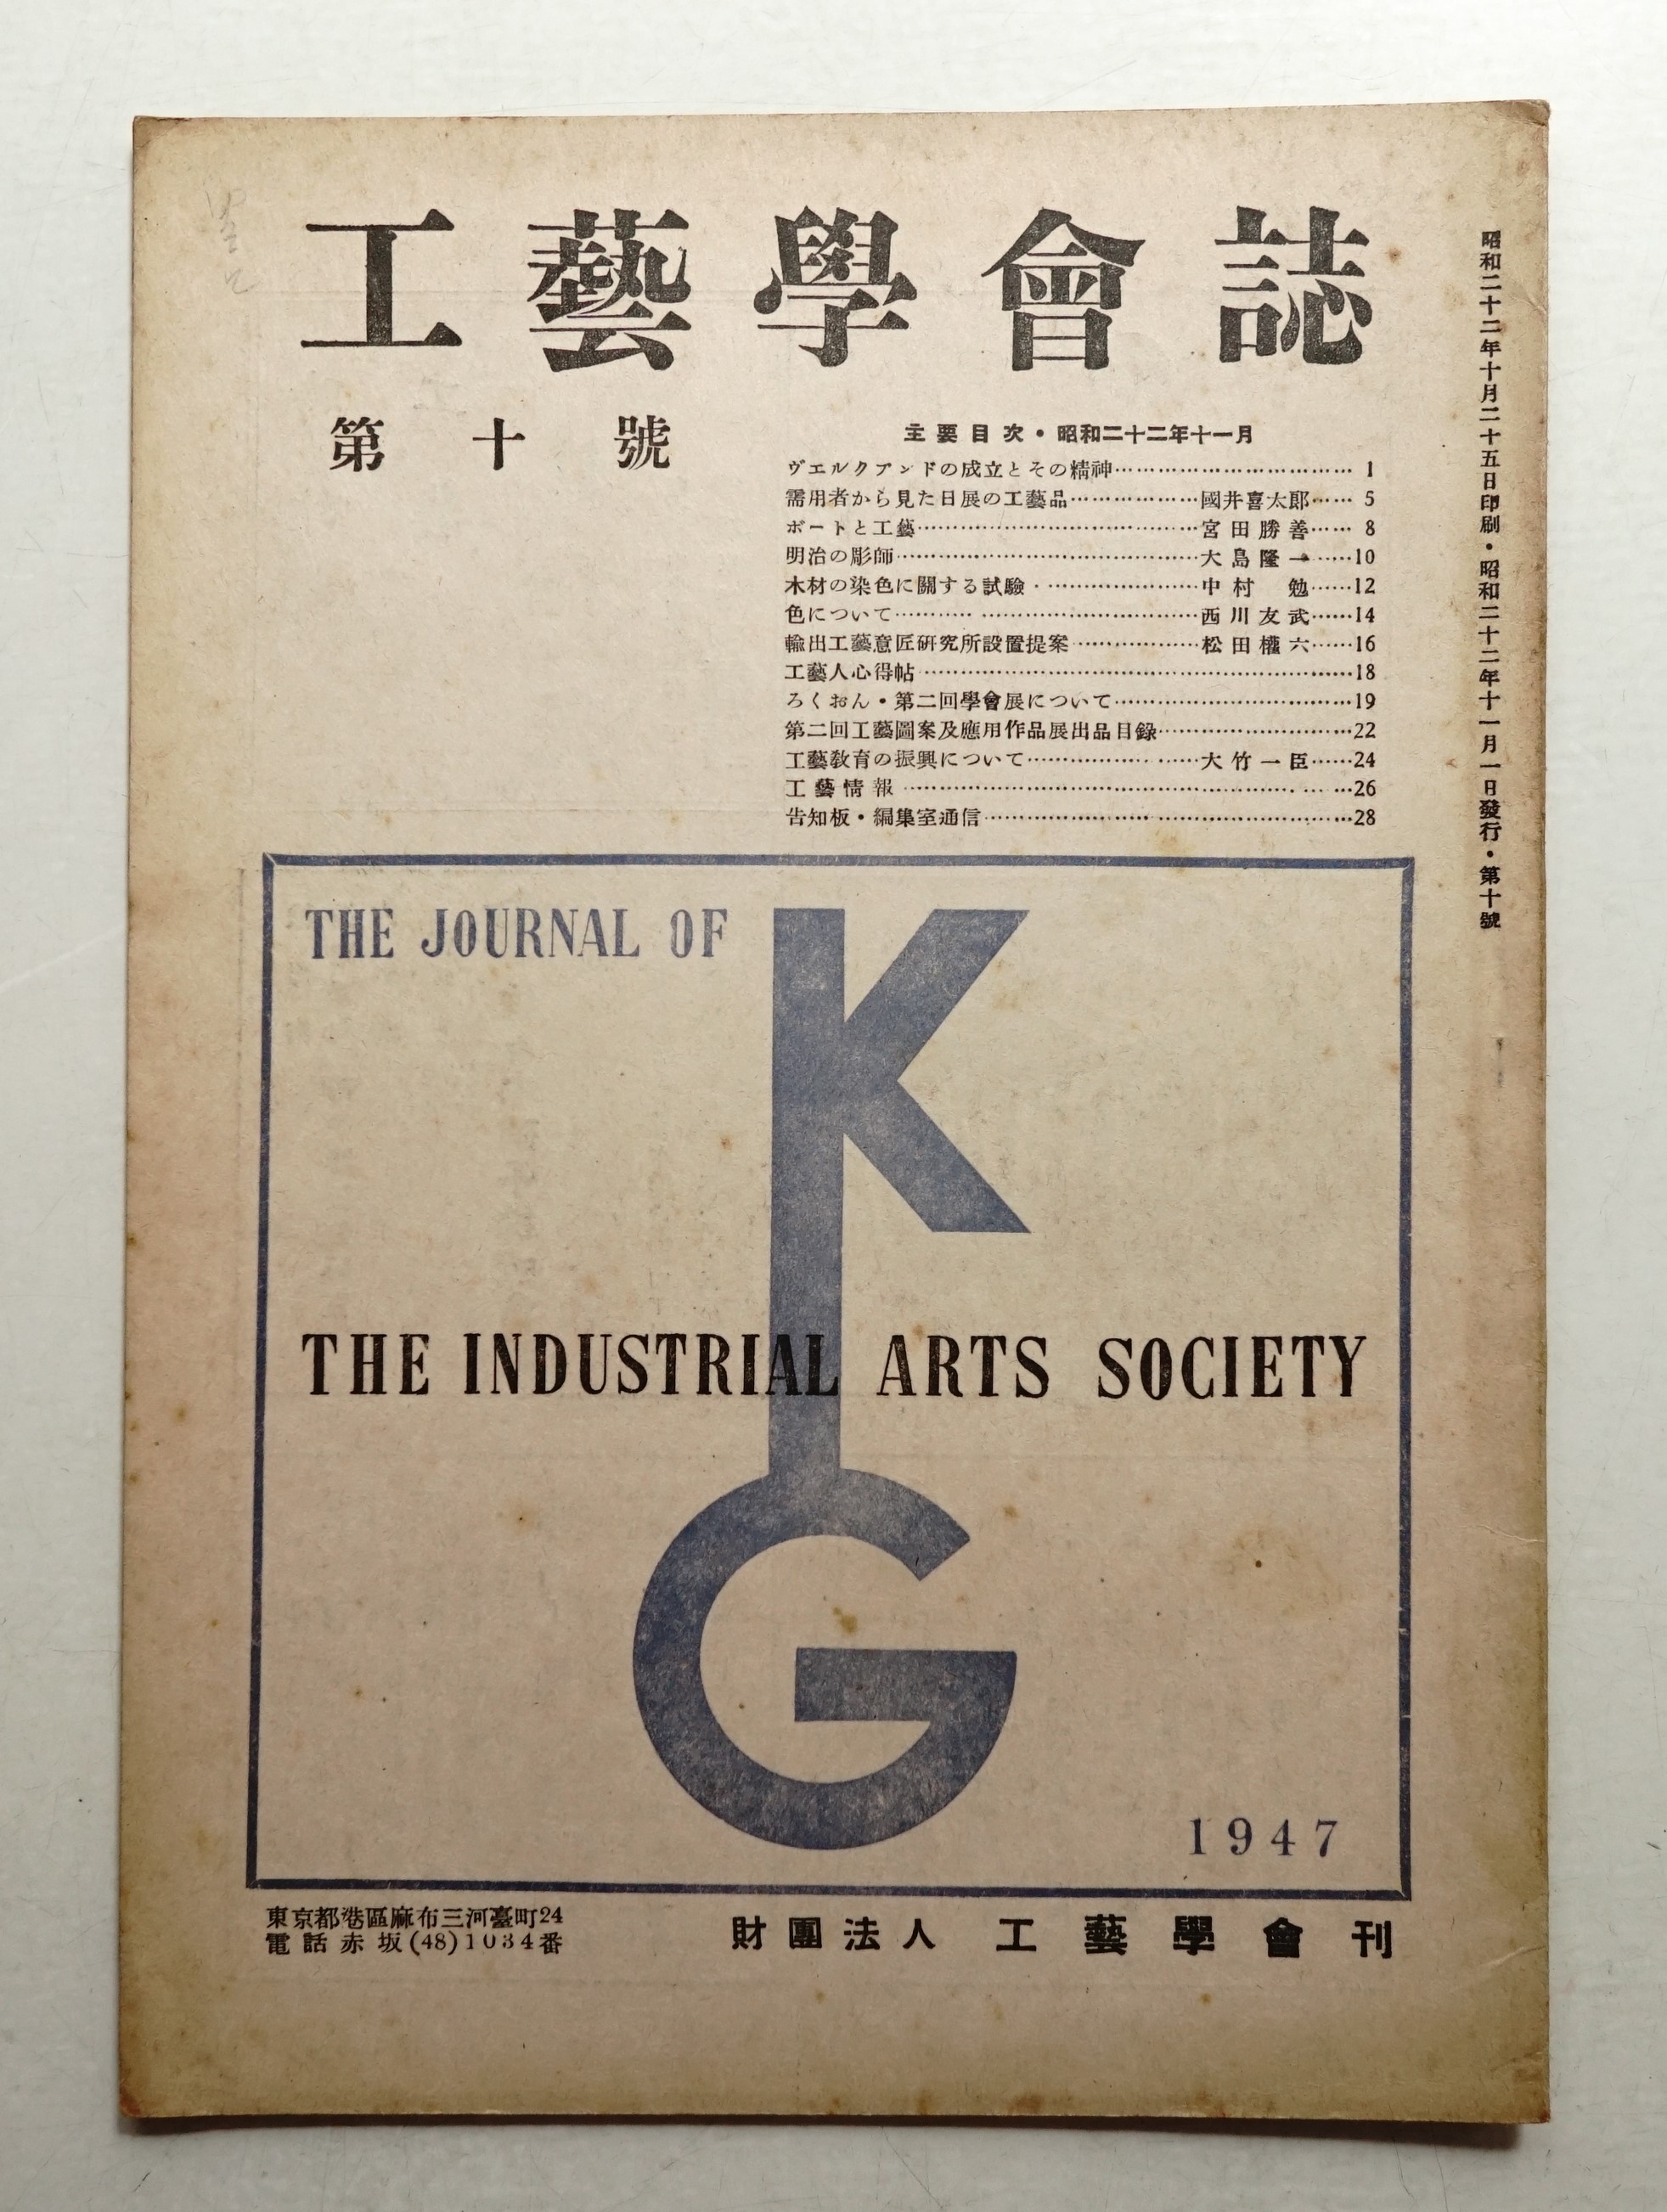 工藝學會誌
第十號
主要目次・昭和二十二年十一月
ヴエルクブンドの成立とその精神…………………………… 1
需用者から見た日展の工藝品………………國井喜太郎…… 5
ボートと工藝…………………………………宮田勝善…… 8
明治の彫師……………………………………大島隆一……10
木材の染色に關する試驗…………………中村 勉……12
色について……………………………………西川友武……14
輸出工藝意匠研究所設置提案………………松田權六……16
工藝人心得帖……………………………………………………18
ろくおん・第二回學會展について……………………………19
第二回工藝圖案及應用作品展出品目錄………………………22
工藝敎育の振興について……………………大竹一臣……24
工藝情報…………………………………………………………26
告知板・編集室通信……………………………………………28
昭和二十二年十月二十五日印刷・昭和二十二年十一月一日發行・第十號
THE JOURNAL OF
KG
THE INDUSTRIAL ARTS SOCIETY
1947
東京都港區麻布三河臺町24
電話赤坂(48)1034番
財團法人 工藝學會刊